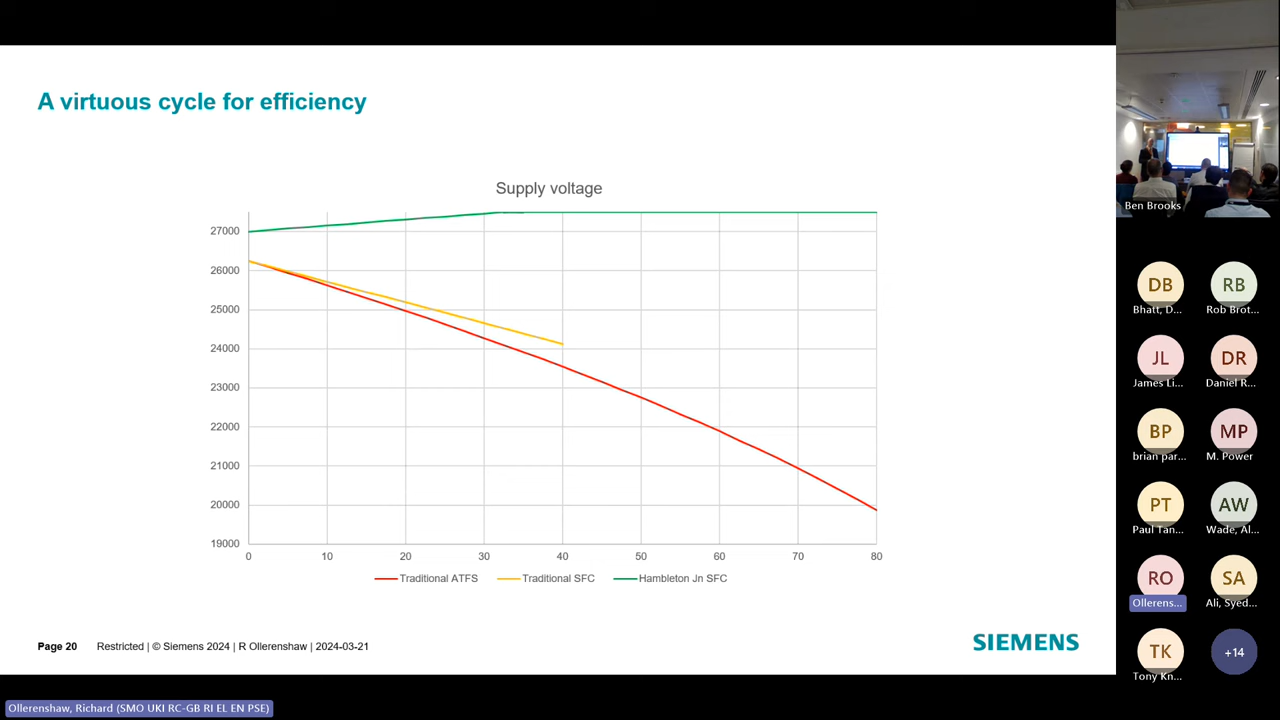 A virtuous cycle for efficiency
Supply voltage
27000
26000
25000
24000
23000
22000
21000
20000
19000
0 10 20 30 40 50 60 70 80
Traditional ATFS Traditional SFC Hambleton Jn SFC
Page 20 Restricted | © Siemens 2024 | R Ollerenshaw | 2024-03-21
SIEMENS
Ollerenshaw, Richard (SMO UKI RC-GB RI EL EN PSE)
Ben Brooks
DB RB
Bhatt, D... Rob Brot...
JL DR
James Li... Daniel R...
BP MP
brian par... M. Power
PT AW
Paul Tan... Wade, Al...
RO SA
Ollerens... Ali, Syed...
TK +14
Tony Kn...